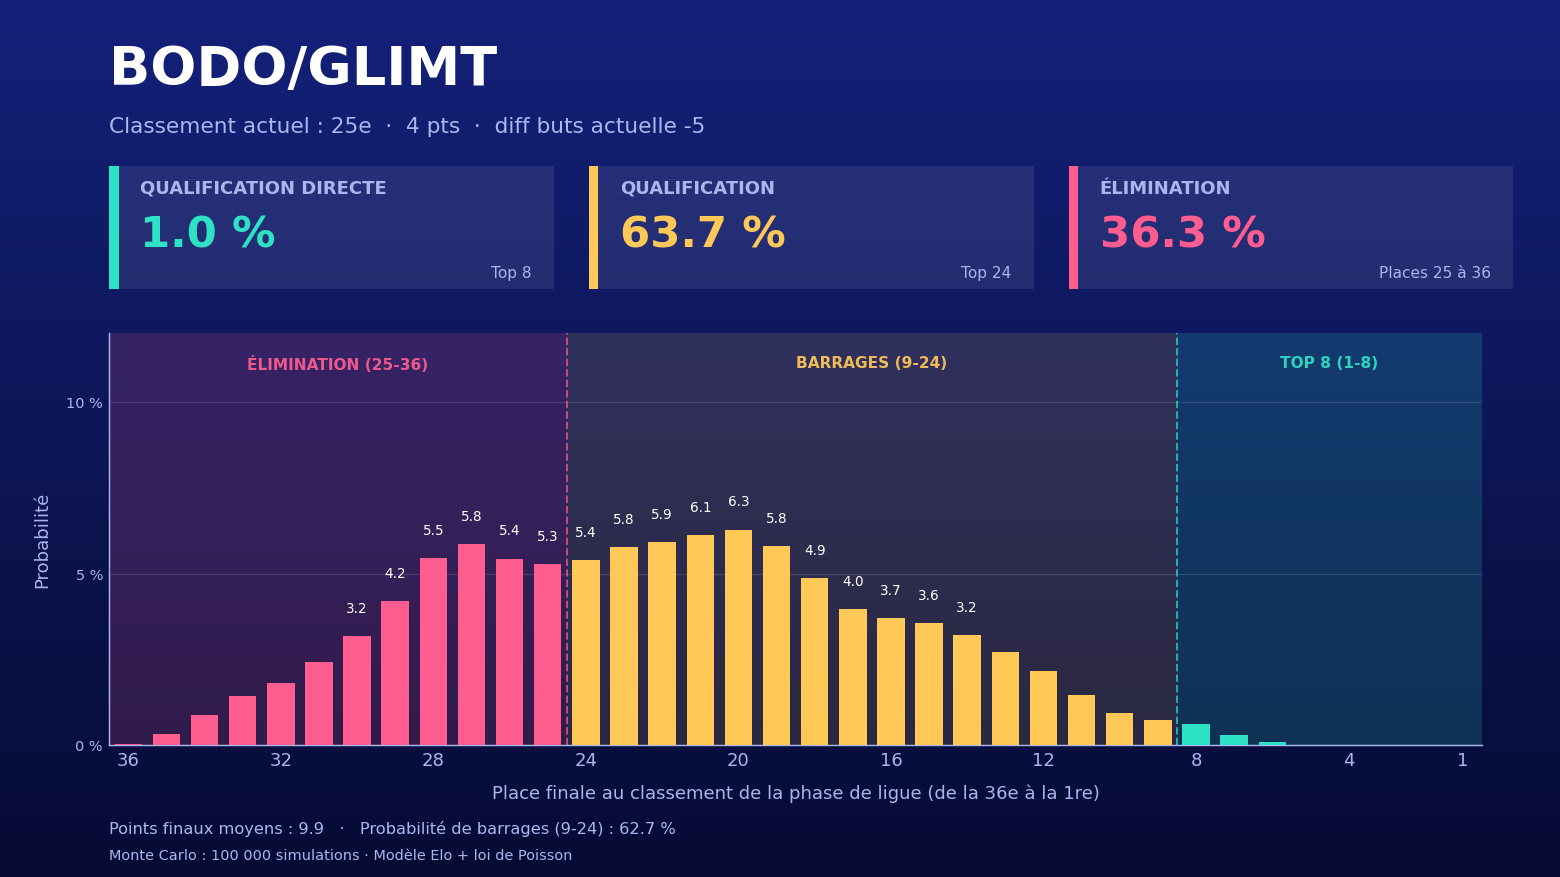 BODO/GLIMT
Classement actuel : 25e · 4 pts · diff buts actuelle -5
QUALIFICATION DIRECTE
1.0 %
Top 8
QUALIFICATION
63.7 %
Top 24
ÉLIMINATION
36.3 %
Places 25 à 36
ÉLIMINATION (25-36)
BARRAGES (9-24)
TOP 8 (1-8)
Probabilité
10 %
5 %
0 %
3.2
4.2
5.5
5.8
5.4
5.3
5.4
5.8
5.9
6.1
6.3
5.8
4.9
4.0
3.7
3.6
3.2
36 32 28 24 20 16 12 8 4 1
Place finale au classement de la phase de ligue (de la 36e à la 1re)
Points finaux moyens : 9.9 · Probabilité de barrages (9-24) : 62.7 %
Monte Carlo : 100 000 simulations · Modèle Elo + loi de Poisson